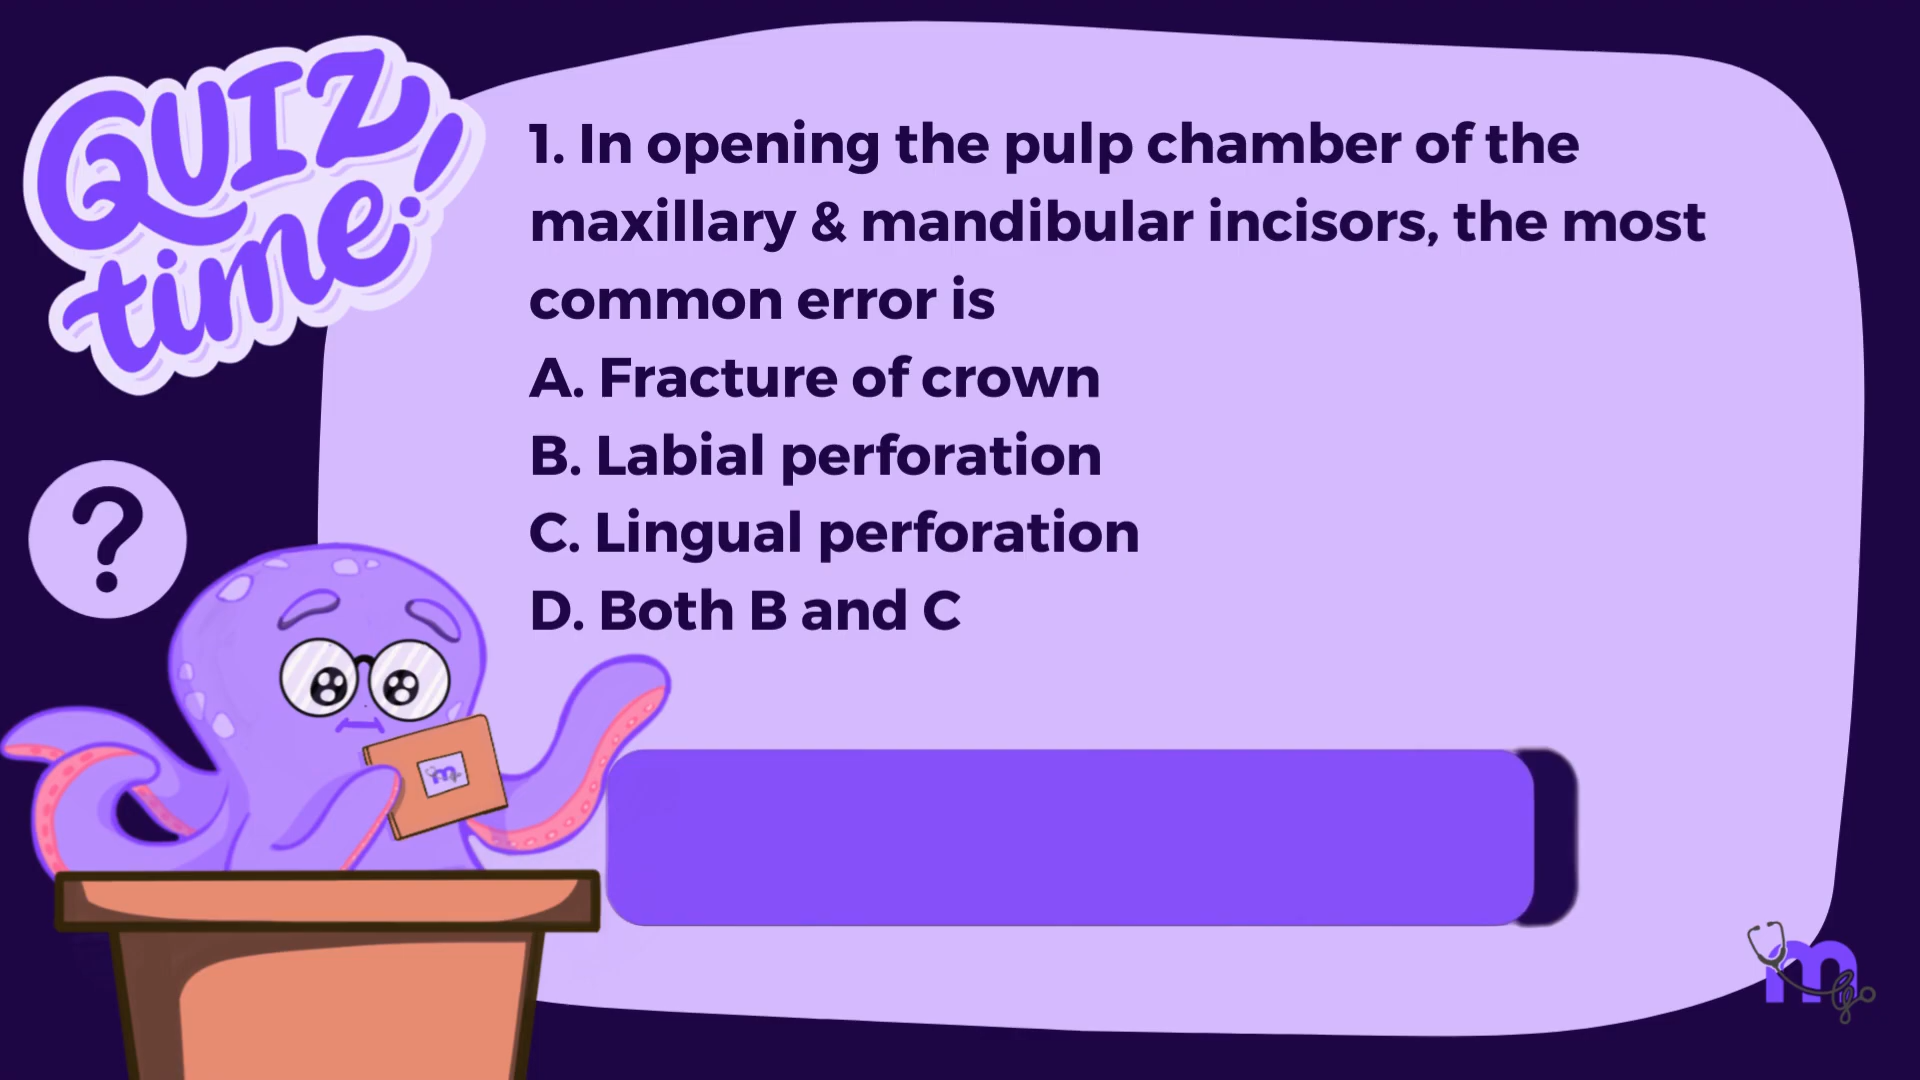 QUIZ
time!
1. In opening the pulp chamber of the
maxillary & mandibular incisors, the most
common error is
A. Fracture of crown
B. Labial perforation
C. Lingual perforation
D. Both B and C
?
m
mgo